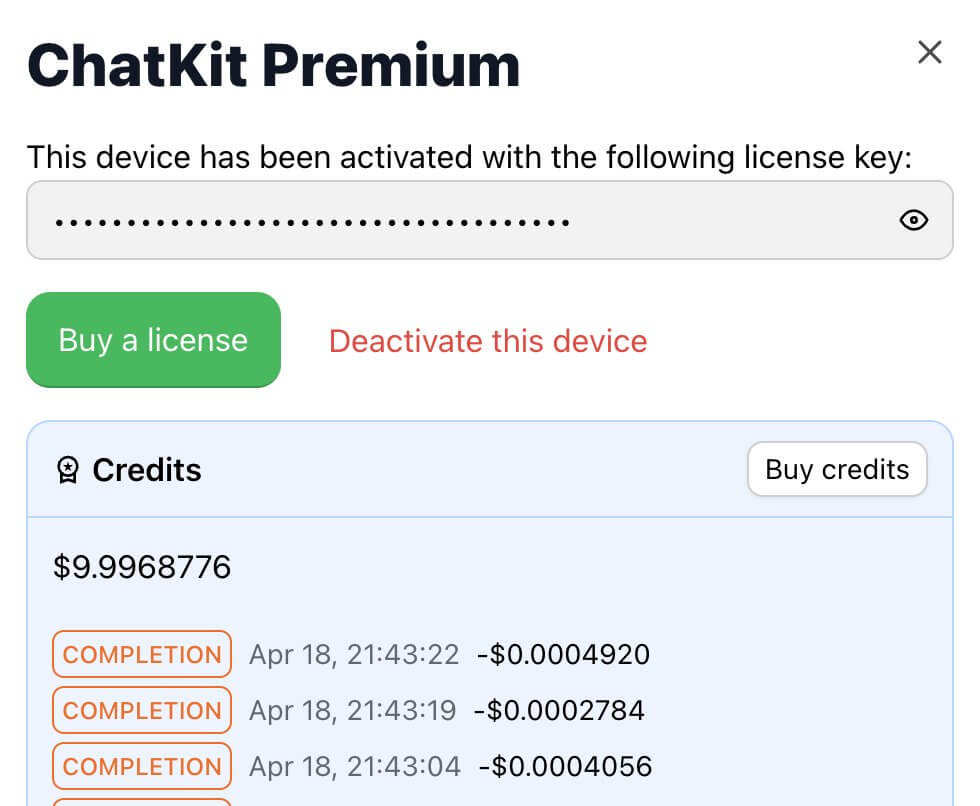 ChatKit Premium
This device has been activated with the following license key:
••••••••••••••••••••••••••••••••••••
Buy a license
Deactivate this device
Credits
Buy credits
$9.9968776
COMPLETION Apr 18, 21:43:22 -$0.0004920
COMPLETION Apr 18, 21:43:19 -$0.0002784
COMPLETION Apr 18, 21:43:04 -$0.0004056